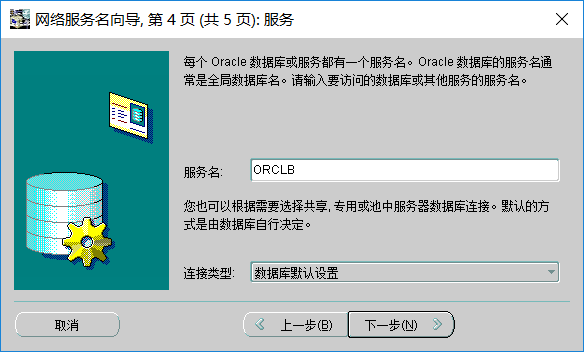 网络服务名向导, 第 4 页 (共 5 页): 服务
每个 Oracle 数据库或服务都有一个服务名。Oracle 数据库的服务名通
常是全局数据库名。请输入要访问的数据库或其他服务的服务名。
服务名: ORCLB
您也可以根据需要选择共享, 专用或池中服务器数据库连接。默认的方
式是由数据库自行决定。
连接类型: 数据库默认设置
取消 上一步(B) 下一步(N)